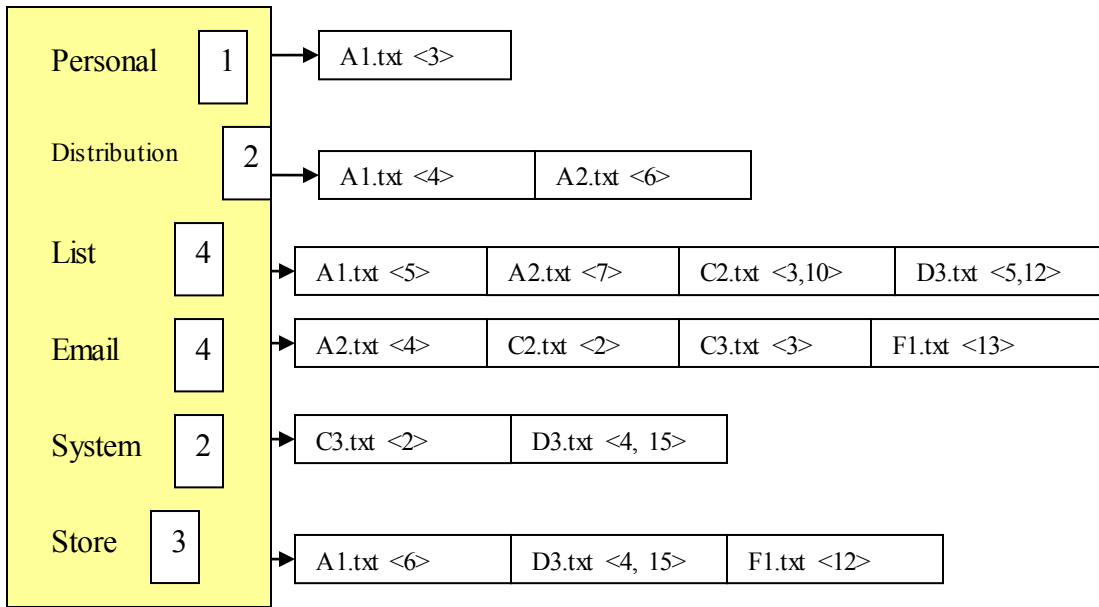 Personal 1 A1.txt <3>
Distribution 2 A1.txt <4> A2.txt <6>
List 4 A1.txt <5> A2.txt <7> C2.txt <3,10> D3.txt <5,12>
Email 4 A2.txt <4> C2.txt <2> C3.txt <3> F1.txt <13>
System 2 C3.txt <2> D3.txt <4, 15>
Store 3 A1.txt <6> D3.txt <4, 15> F1.txt <12>